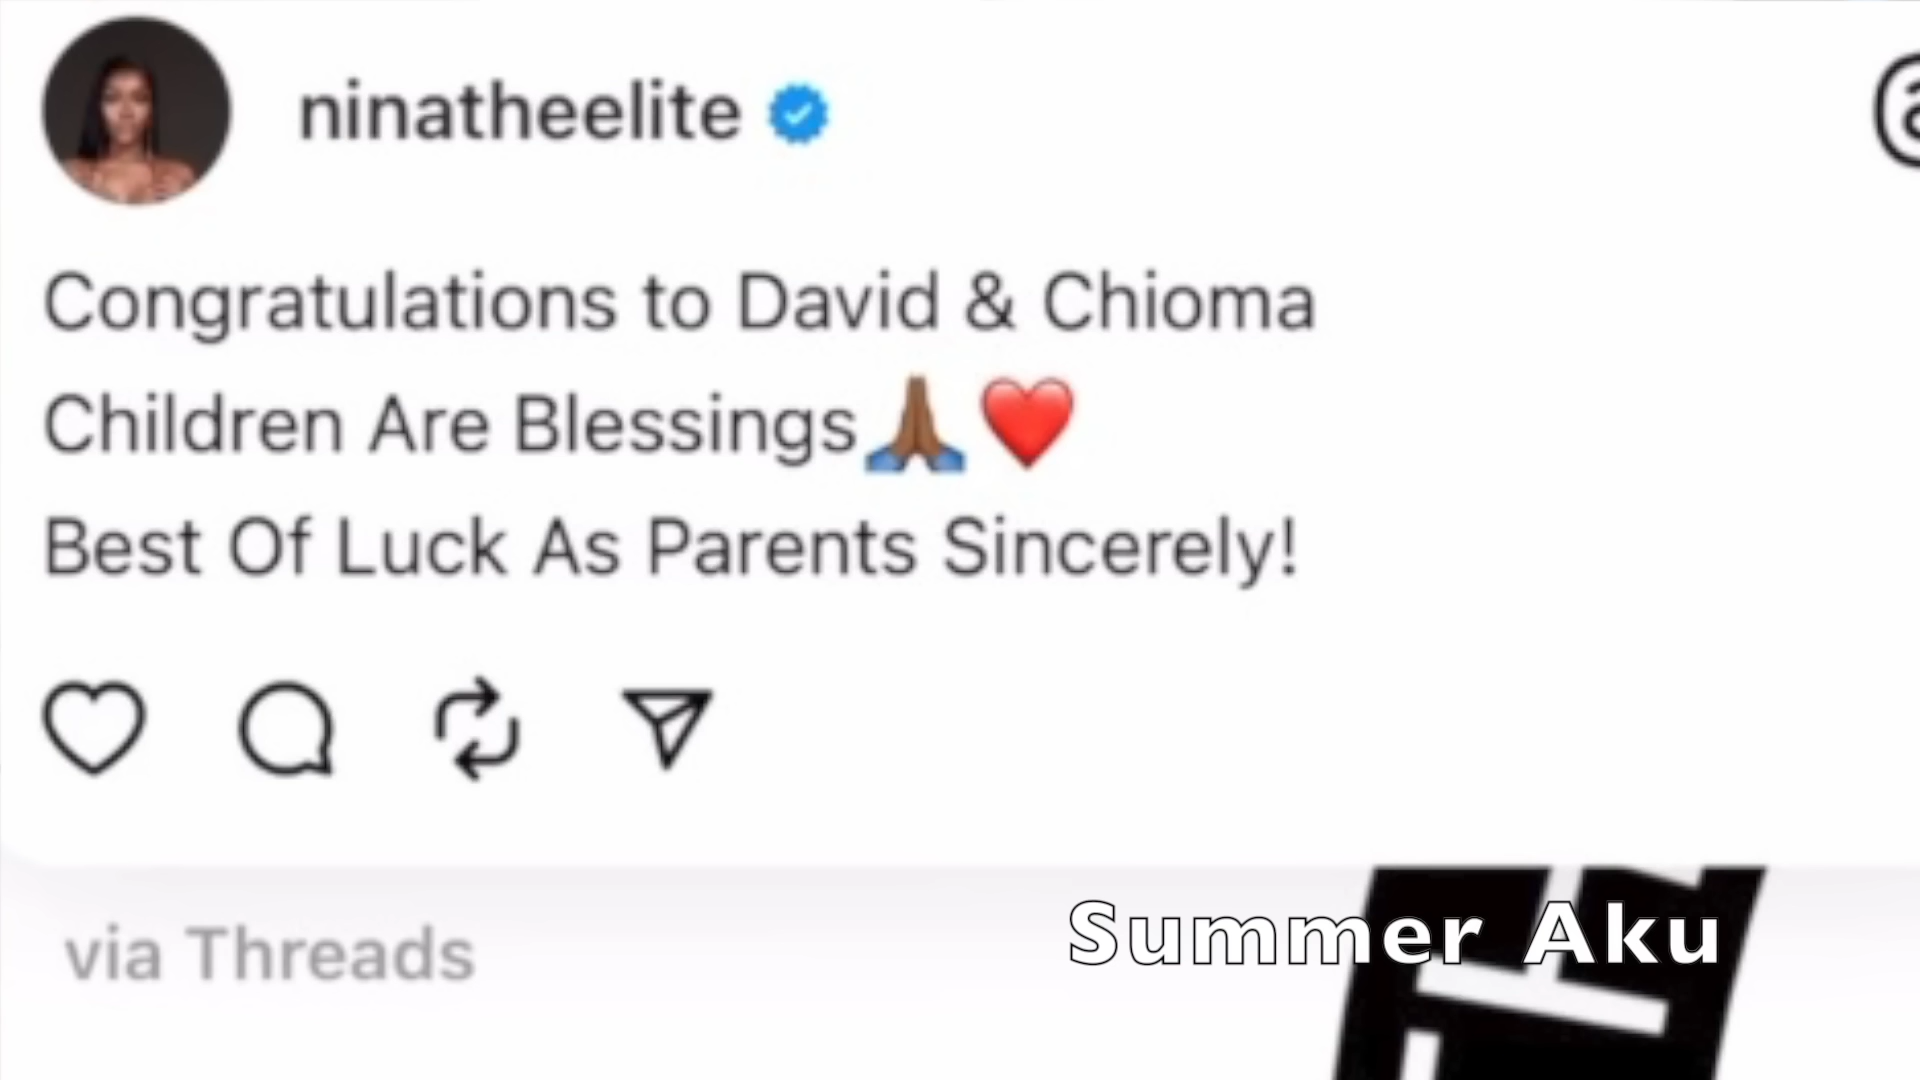 ninatheelite
Congratulations to David & Chioma
Children Are Blessings🙏🏾❤️
Best Of Luck As Parents Sincerely!
via Threads
Summer Aku